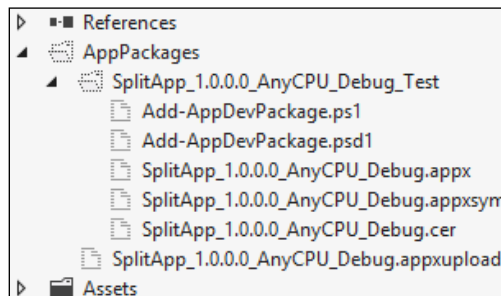 References
AppPackages
SplitApp_1.0.0.0_AnyCPU_Debug_Test
Add-AppDevPackage.ps1
Add-AppDevPackage.psd1
SplitApp_1.0.0.0_AnyCPU_Debug.appx
SplitApp_1.0.0.0_AnyCPU_Debug.appxsym
SplitApp_1.0.0.0_AnyCPU_Debug.cer
SplitApp_1.0.0.0_AnyCPU_Debug.appxupload
Assets